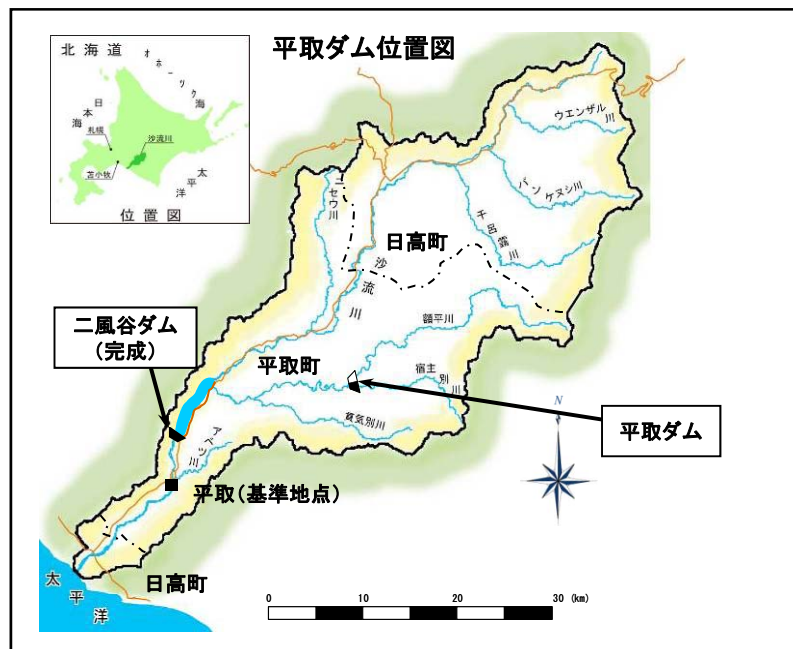 平取ダム位置図
北海道
オホーツク海
日本海
札幌
沙流川
苫小牧
太平洋
位置図
ウエンザル川
パンケヌシ川
ニセウ川
千呂露川
日高町
沙流川
二風谷ダム
(完成)
額平川
平取町
宿主別川
貫気別川
平取ダム
N
アベツ川
平取(基準地点)
日高町
太平洋
0 10 20 30 (km)